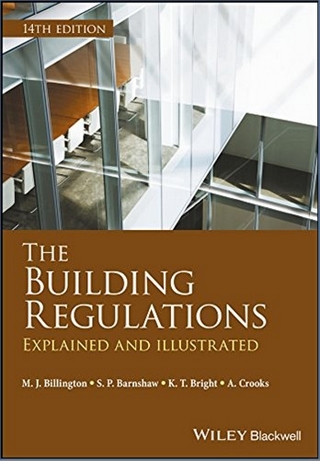 14TH EDITION
THE
BUILDING
REGULATIONS
EXPLAINED AND ILLUSTRATED
M. J. Billington • S. P. Barnshaw • K. T. Bright • A. Crooks
WILEY Blackwell